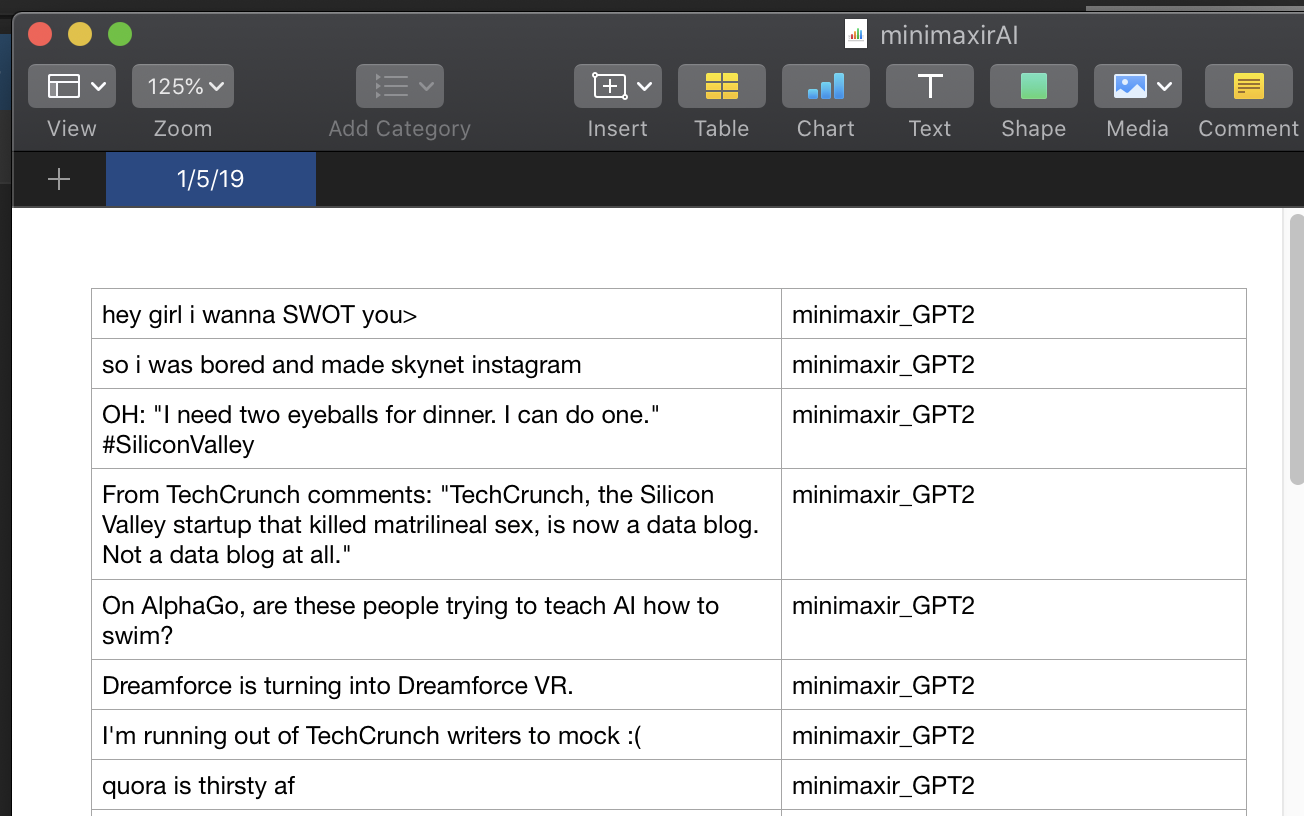 minimaxirAI
125%
View
Zoom
Add Category
Insert
Table
Chart
T
Text
Shape
Media
Comment
1/5/19
hey girl i wanna SWOT you>
minimaxir_GPT2
so i was bored and made skynet instagram
minimaxir_GPT2
OH: "I need two eyeballs for dinner. I can do one."
#SiliconValley
minimaxir_GPT2
From TechCrunch comments: "TechCrunch, the Silicon
Valley startup that killed matrilineal sex, is now a data blog.
Not a data blog at all."
minimaxir_GPT2
On AlphaGo, are these people trying to teach AI how to
swim?
minimaxir_GPT2
Dreamforce is turning into Dreamforce VR.
minimaxir_GPT2
I'm running out of TechCrunch writers to mock :(
minimaxir_GPT2
quora is thirsty af
minimaxir_GPT2